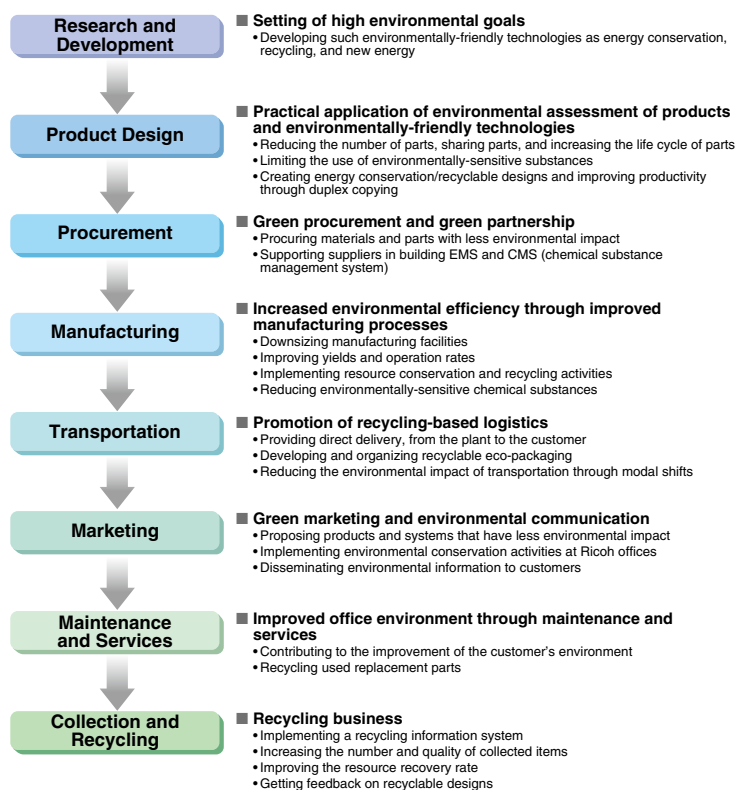 Research and
Development
■ Setting of high environmental goals
• Developing such environmentally-friendly technologies as energy conservation,
recycling, and new energy
Product Design
■ Practical application of environmental assessment of products
and environmentally-friendly technologies
• Reducing the number of parts, sharing parts, and increasing the life cycle of parts
• Limiting the use of environmentally-sensitive substances
• Creating energy conservation/recyclable designs and improving productivity
through duplex copying
Procurement
■ Green procurement and green partnership
• Procuring materials and parts with less environmental impact
• Supporting suppliers in building EMS and CMS (chemical substance
management system)
Manufacturing
■ Increased environmental efficiency through improved
manufacturing processes
• Downsizing manufacturing facilities
• Improving yields and operation rates
• Implementing resource conservation and recycling activities
• Reducing environmentally-sensitive chemical substances
Transportation
■ Promotion of recycling-based logistics
• Providing direct delivery, from the plant to the customer
• Developing and organizing recyclable eco-packaging
• Reducing the environmental impact of transportation through modal shifts
Marketing
■ Green marketing and environmental communication
• Proposing products and systems that have less environmental impact
• Implementing environmental conservation activities at Ricoh offices
• Disseminating environmental information to customers
Maintenance
and Services
■ Improved office environment through maintenance and
services
• Contributing to the improvement of the customer's environment
• Recycling used replacement parts
Collection and
Recycling
■ Recycling business
• Implementing a recycling information system
• Increasing the number and quality of collected items
• Improving the resource recovery rate
• Getting feedback on recyclable designs